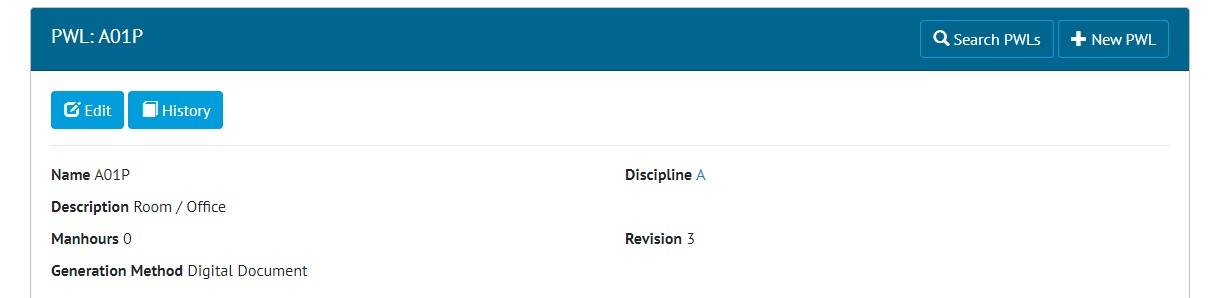 PWL: A01P
Search PWLs
New PWL
Edit
History
Name A01P
Discipline A
Description Room / Office
Manhours 0
Revision 3
Generation Method Digital Document